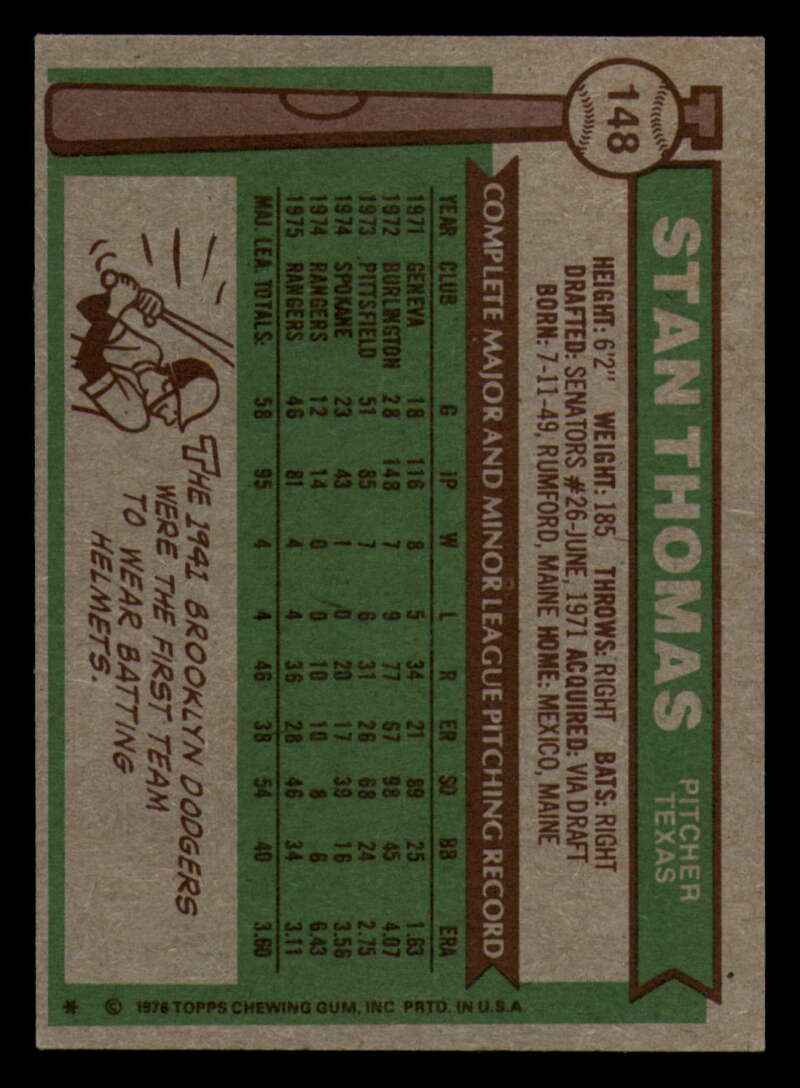 148
STAN THOMAS
PITCHER
TEXAS
HEIGHT: 6'2" WEIGHT: 185 THROWS: RIGHT BATS: RIGHT
DRAFTED: SENATORS #26-JUNE, 1971 ACQUIRED: VIA DRAFT
BORN: 7-11-49, RUMFORD, MAINE HOME: MEXICO, MAINE
COMPLETE MAJOR AND MINOR LEAGUE PITCHING RECORD
YEAR CLUB G IP W L R ER SO BB ERA
1971 GENEVA 18 116 8 5 34 21 89 25 1.63
1972 BURLINGTON 28 148 7 9 77 67 98 45 4.07
1973 PITTSFIELD 51 85 7 6 31 26 68 24 2.75
1974 SPOKANE 23 43 1 0 20 17 39 16 3.56
1974 RANGERS 12 14 0 0 10 10 8 6 6.43
1975 RANGERS 46 81 4 4 36 28 46 34 3.11
MAJ. LEA. TOTALS: 58 95 4 4 46 38 54 40 3.60
THE 1941 BROOKLYN DODGERS
WERE THE FIRST TEAM
TO WEAR BATTING
HELMETS.
* © 1976 TOPPS CHEWING GUM, INC PRTD. IN U.S.A